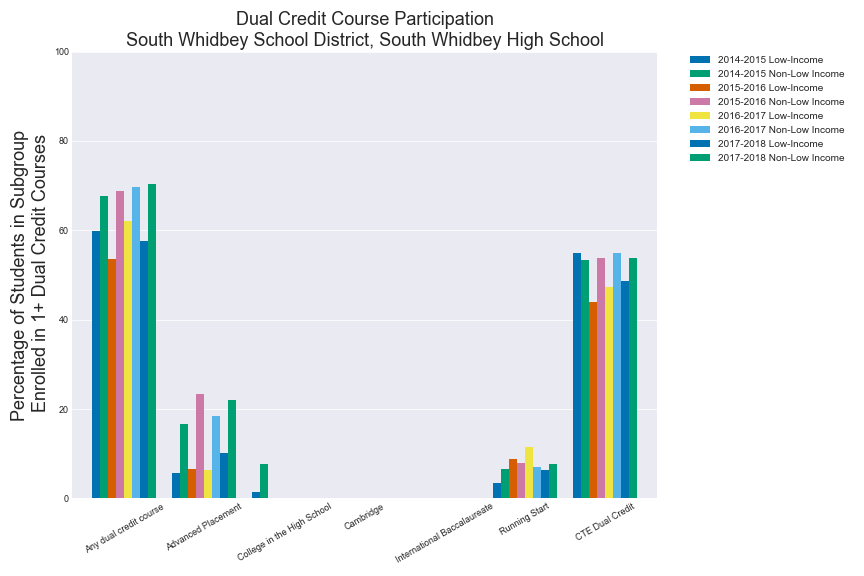 Dual Credit Course Participation
South Whidbey School District, South Whidbey High School
Percentage of Students in Subgroup
Enrolled in 1+ Dual Credit Courses
100
80
60
40
20
0
Any dual credit course
Advanced Placement
College in the High School
Cambridge
International Baccalaureate
Running Start
CTE Dual Credit
2014-2015 Low-Income
2014-2015 Non-Low Income
2015-2016 Low-Income
2015-2016 Non-Low Income
2016-2017 Low-Income
2016-2017 Non-Low Income
2017-2018 Low-Income
2017-2018 Non-Low Income